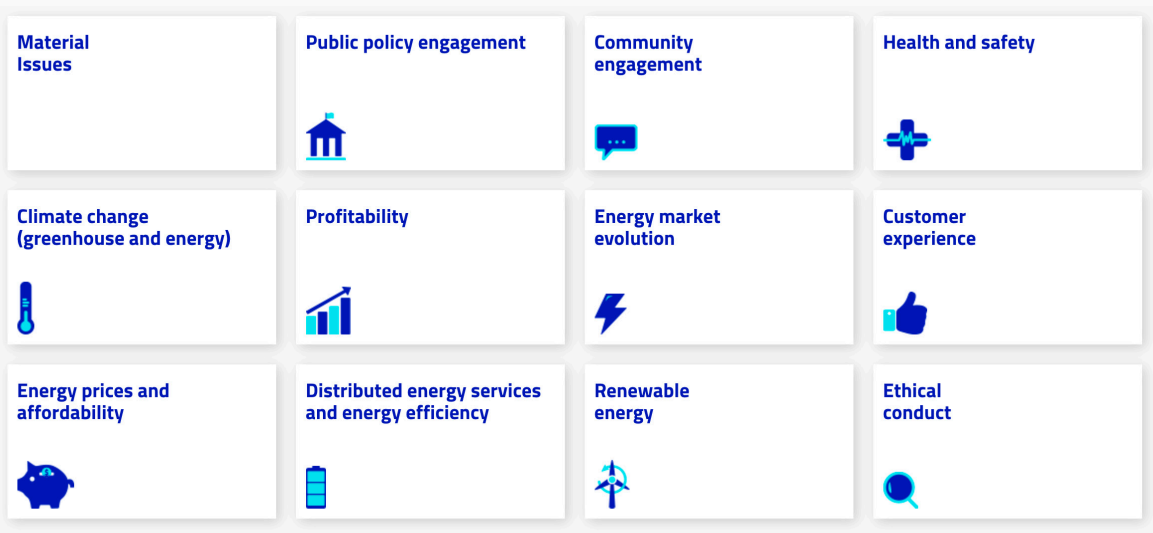 Material
Issues
Public policy engagement
Community
engagement
Health and safety
Climate change
(greenhouse and energy)
Profitability
Energy market
evolution
Customer
experience
Energy prices and
affordability
Distributed energy services
and energy efficiency
Renewable
energy
Ethical
conduct